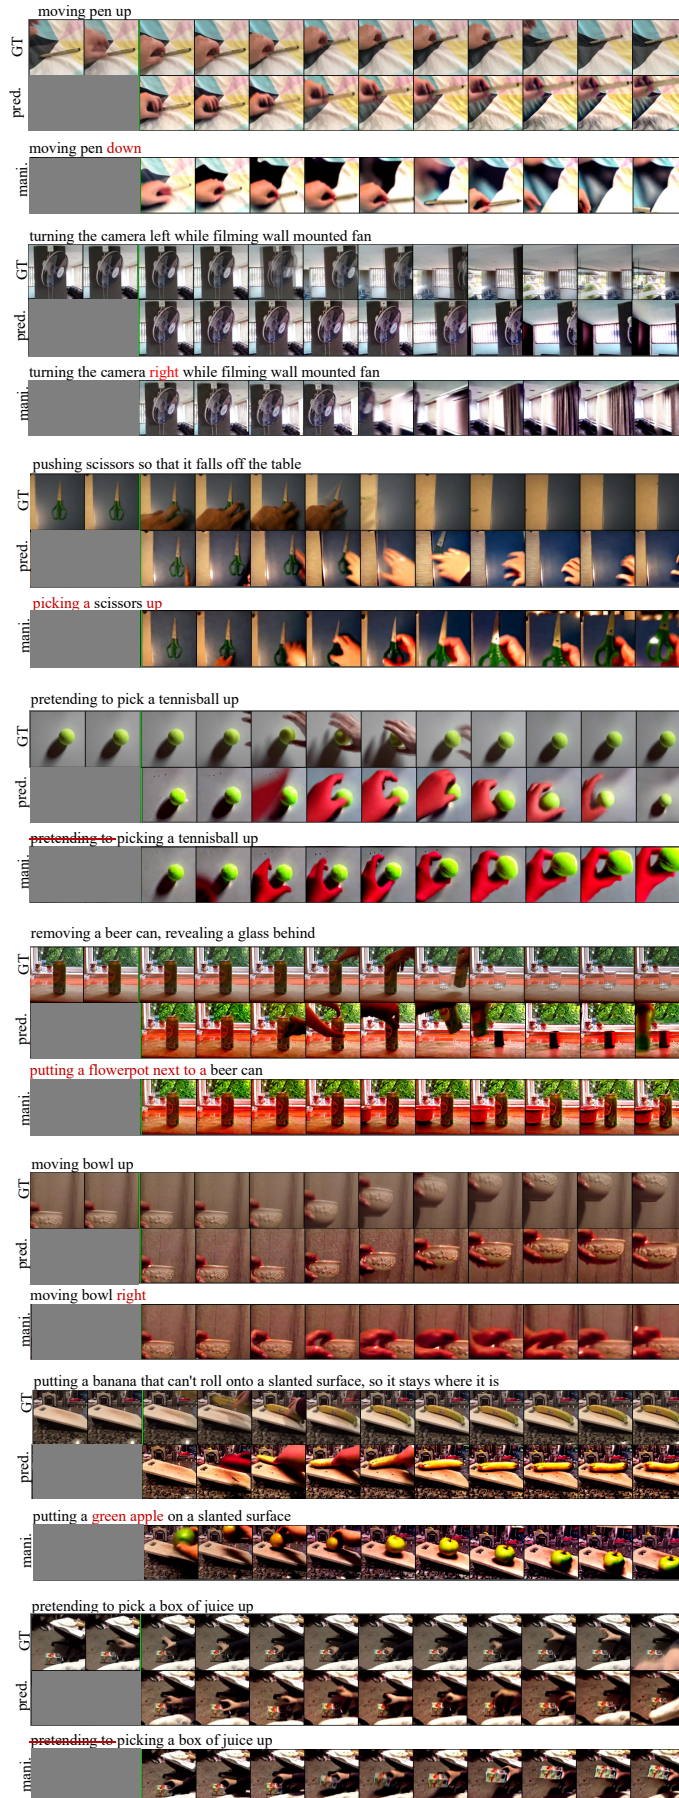 moving pen up
GT
pred.
moving pen down
mani.
turning the camera left while filming wall mounted fan
GT
pred.
turning the camera right while filming wall mounted fan
mani.
pushing scissors so that it falls off the table
GT
pred.
picking a scissors up
mani.
pretending to pick a tennisball up
GT
pred.
pretending to picking a tennisball up
mani.
removing a beer can, revealing a glass behind
GT
pred.
putting a flowerpot next to a beer can
mani.
moving bowl up
GT
pred.
moving bowl right
mani.
putting a banana that can't roll onto a slanted surface, so it stays where it is
GT
pred.
putting a green apple on a slanted surface
mani.
pretending to pick a box of juice up
GT
pred.
pretending to picking a box of juice up
mani.